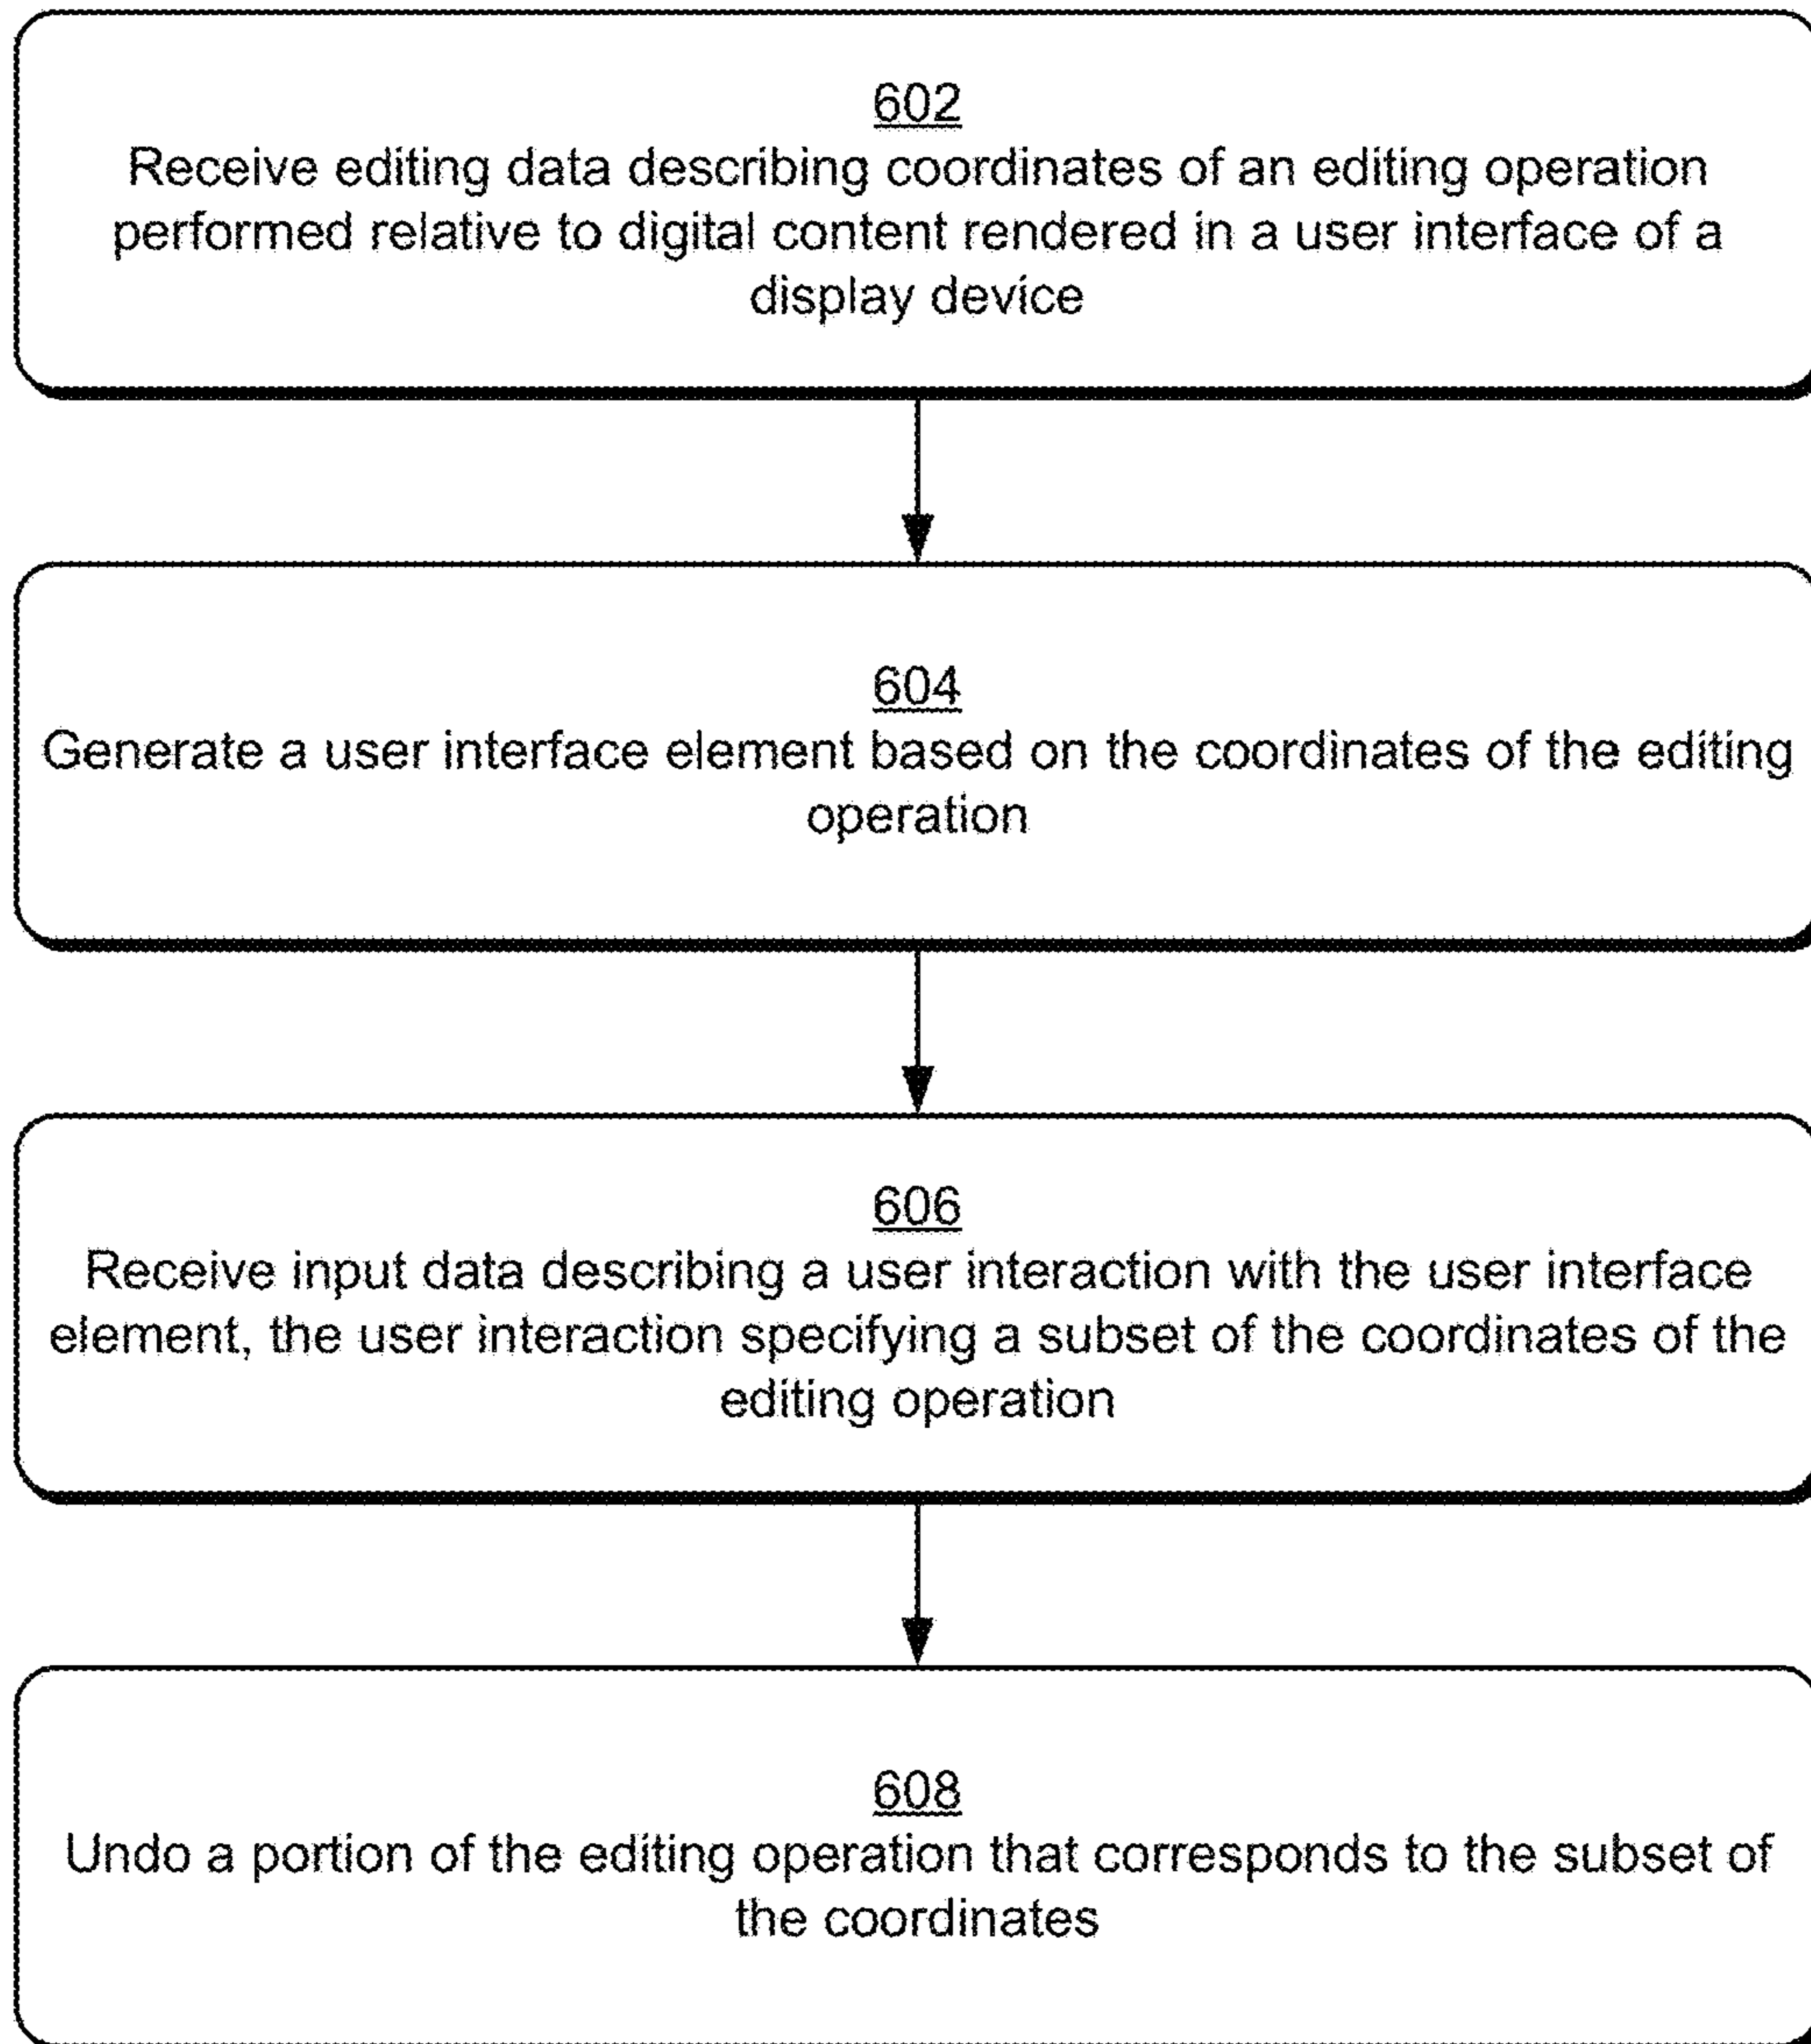 602
Receive editing data describing coordinates of an editing operation
performed relative to digital content rendered in a user interface of a
display device
604
Generate a user interface element based on the coordinates of the editing
operation
606
Receive input data describing a user interaction with the user interface
element, the user interaction specifying a subset of the coordinates of the
editing operation
608
Undo a portion of the editing operation that corresponds to the subset of
the coordinates